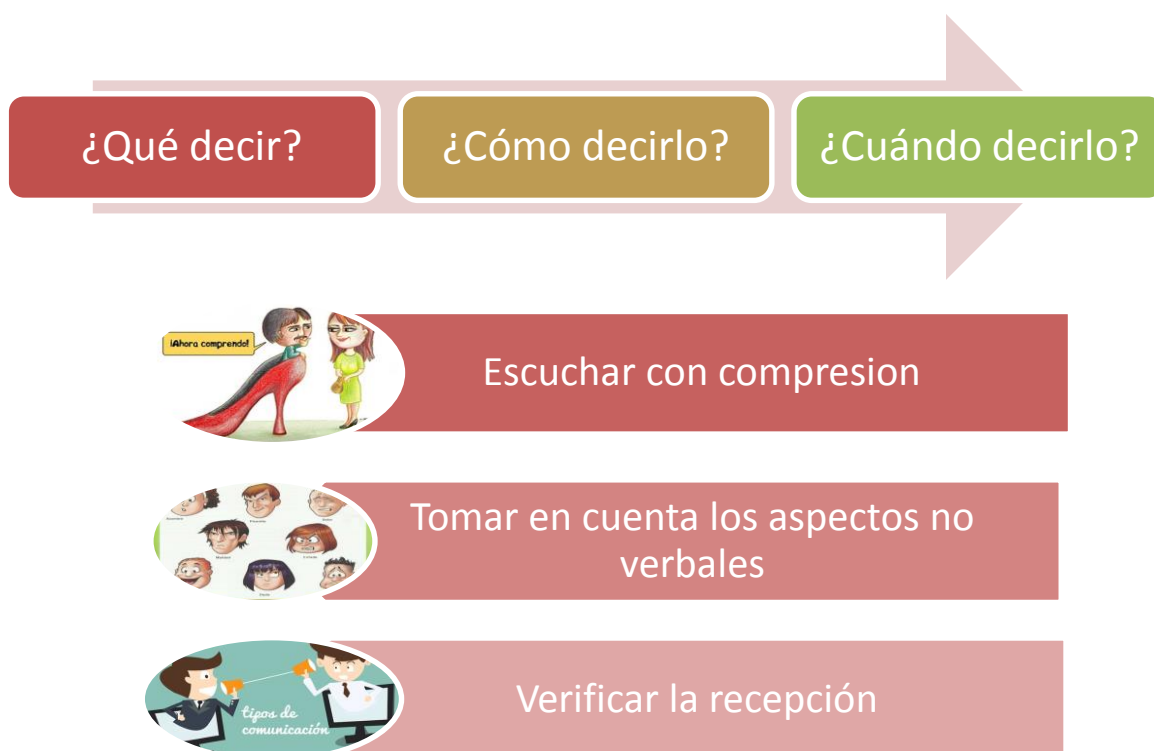 ¿Qué decir?
¿Cómo decirlo?
¿Cuándo decirlo?
¡Ahora comprendo!
Escuchar con compresion
Tomar en cuenta los aspectos no
verbales
Verificar la recepción
tipos de
comunicación